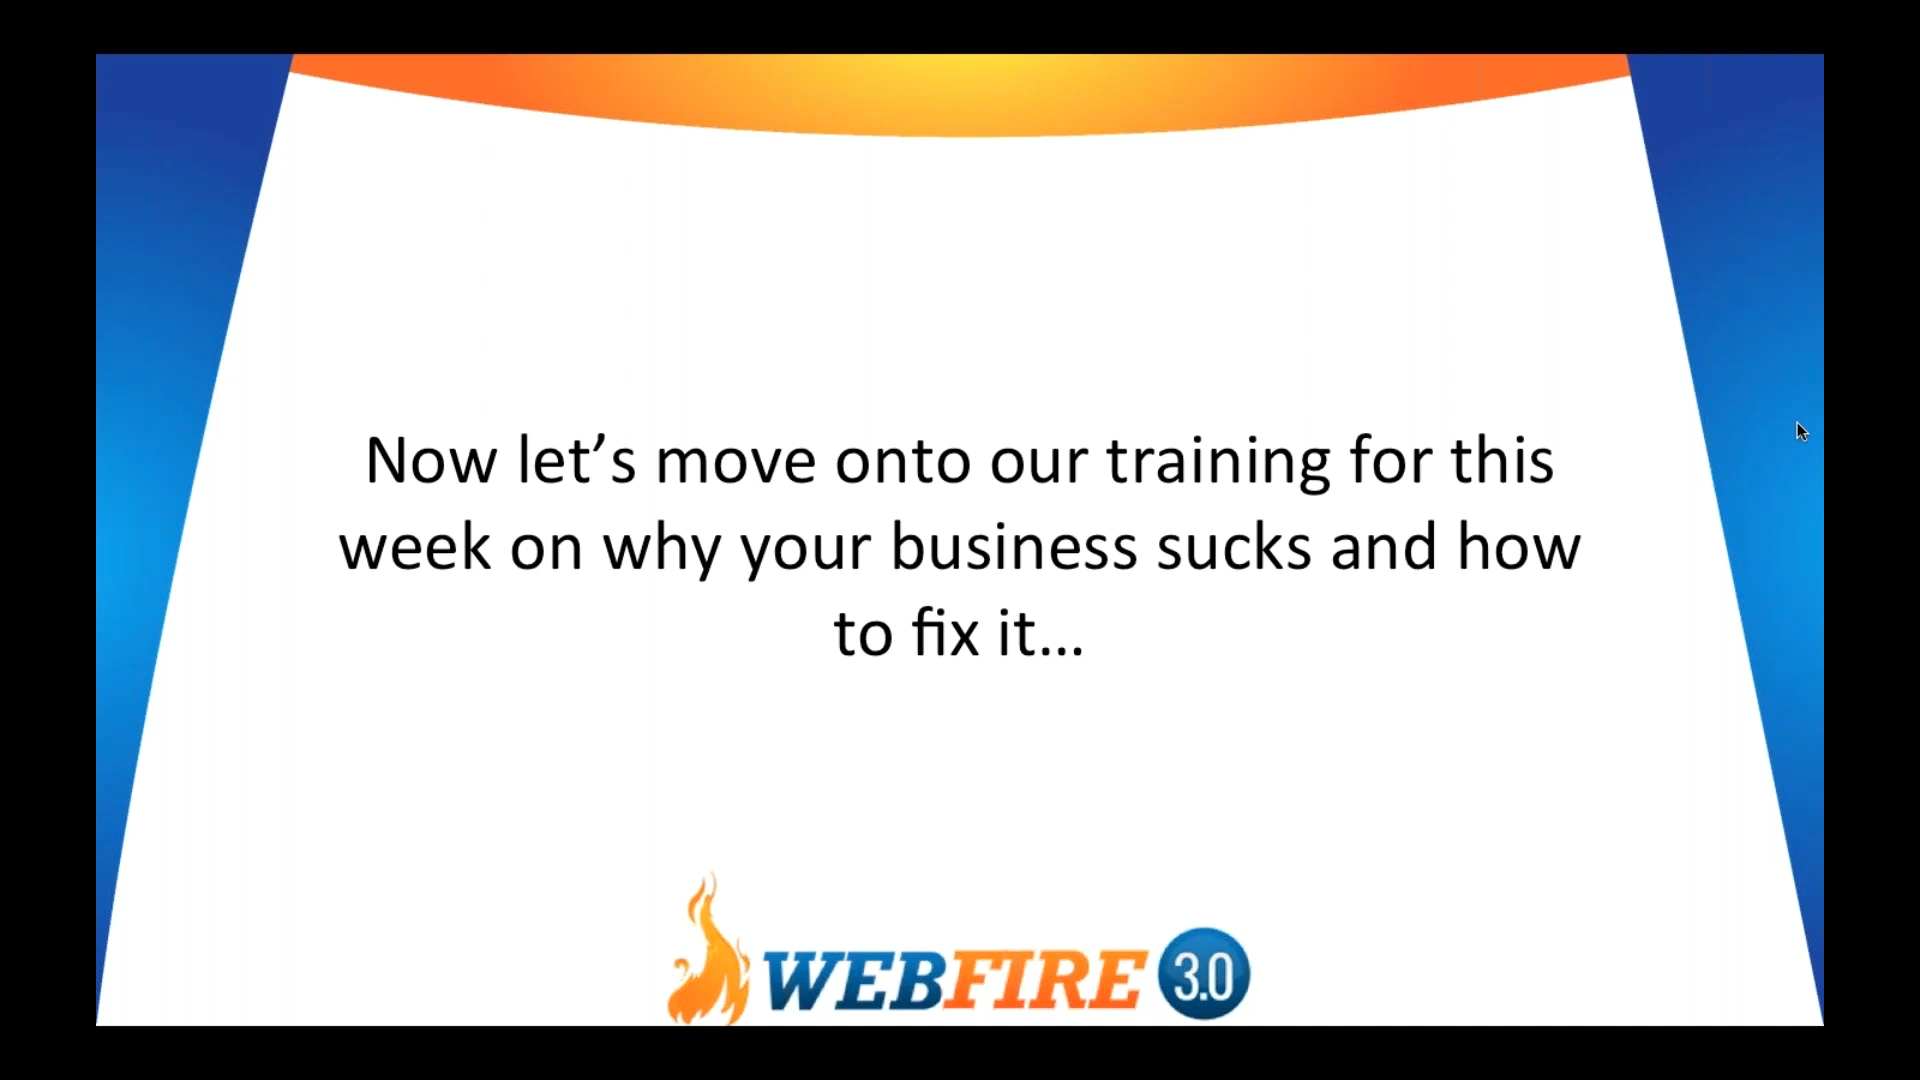 Now let’s move onto our training for this
week on why your business sucks and how
to fix it...
WEBFIRE 3.0